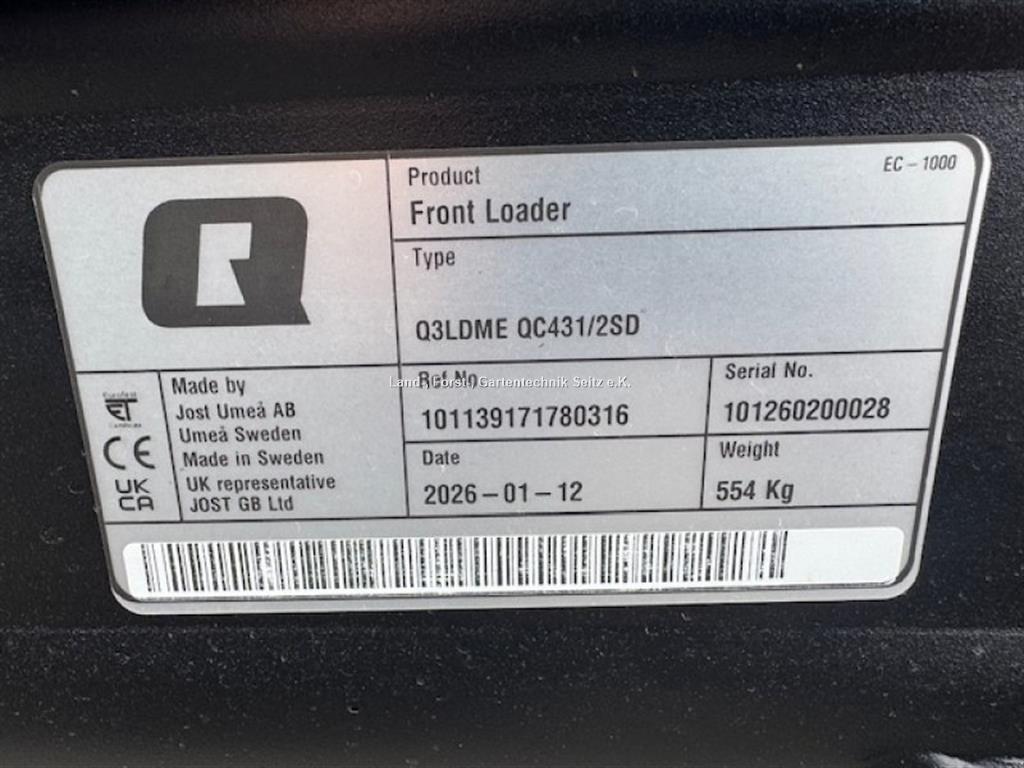 EC – 1000
Product
Front Loader
Type
Q3LDME QC431/2SD
Ref No.
101139171780316
Serial No.
101260200028
Date
2026–01–12
Weight
554 Kg
Made by
Jost Umeå AB
Umeå Sweden
Made in Sweden
UK representative
JOST GB Ltd
CE
UK
CA
Land-, Forst-, Gartentechnik Seitz e.K.